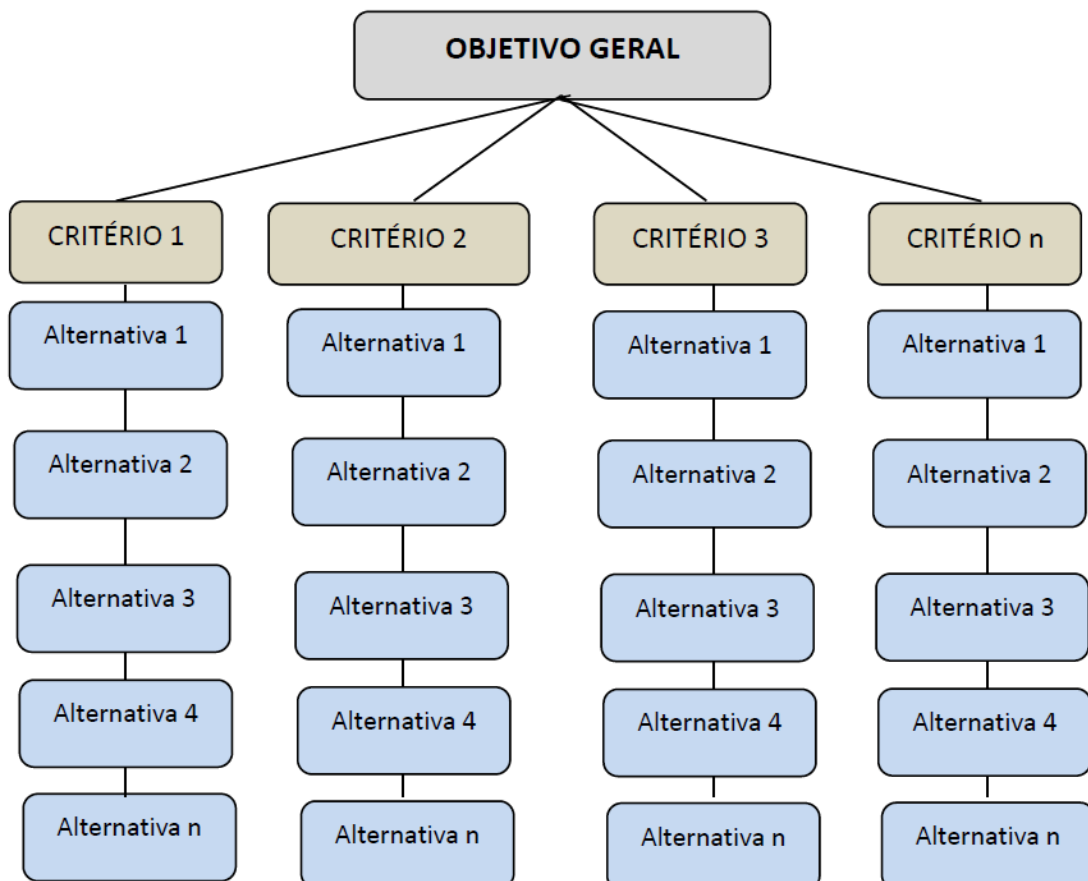 OBJETIVO GERAL
CRITÉRIO 1
CRITÉRIO 2
CRITÉRIO 3
CRITÉRIO n
Alternativa 1
Alternativa 1
Alternativa 1
Alternativa 1
Alternativa 2
Alternativa 2
Alternativa 2
Alternativa 2
Alternativa 3
Alternativa 3
Alternativa 3
Alternativa 3
Alternativa 4
Alternativa 4
Alternativa 4
Alternativa 4
Alternativa n
Alternativa n
Alternativa n
Alternativa n